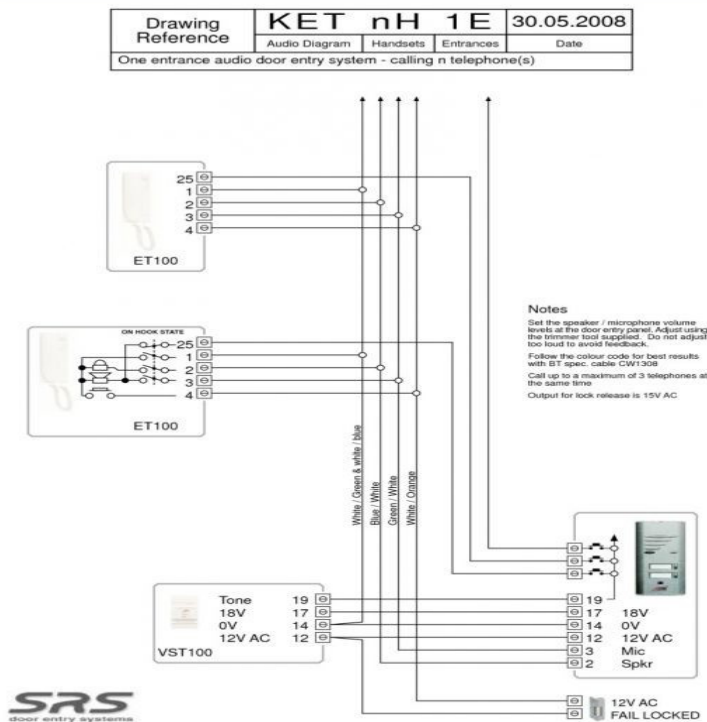 Drawing Reference
KET nH 1E
30.05.2008
Audio Diagram
Handsets
Entrances
Date
One entrance audio door entry system - calling n telephone(s)
25
1
2
3
4
ET100
ON HOOK STATE
25
1
2
3
4
ET100
Notes
Set the speaker / microphone volume
levels at the door entry panel. Adjust using
the trimmer tool supplied. Do not adjust
too loud to avoid feedback.
Follow the colour code for best results
with BT spec. cable CW1308
Call up to a maximum of 3 telephones at
the same time
Output for lock release is 15V AC
White / Green & white / blue
Blue / White
Green / White
White / Orange
Tone 19
18V 17
0V 14
12V AC 12
VST100
19
17 18V
14 0V
12 12V AC
3 Mic
2 Spkr
12V AC
FAIL LOCKED
SRS
door entry systems